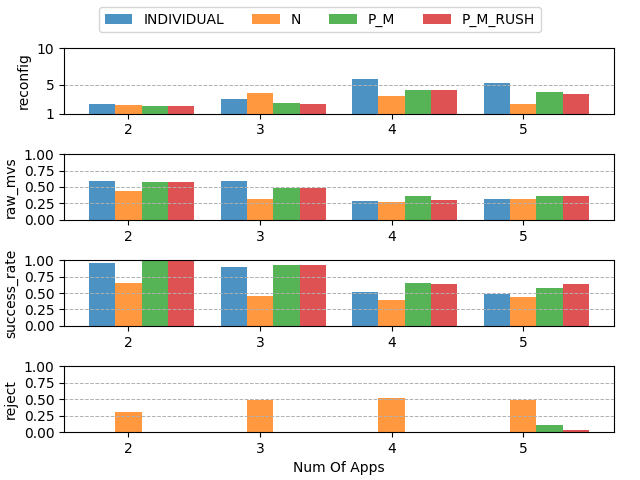 INDIVIDUAL N P_M P_M_RUSH
reconfig
10
5
1
2 3 4 5
raw_mvs
1.00
0.75
0.50
0.25
0.00
2 3 4 5
success_rate
1.00
0.75
0.50
0.25
0.00
2 3 4 5
reject
1.00
0.75
0.50
0.25
0.00
2 3 4 5
Num Of Apps